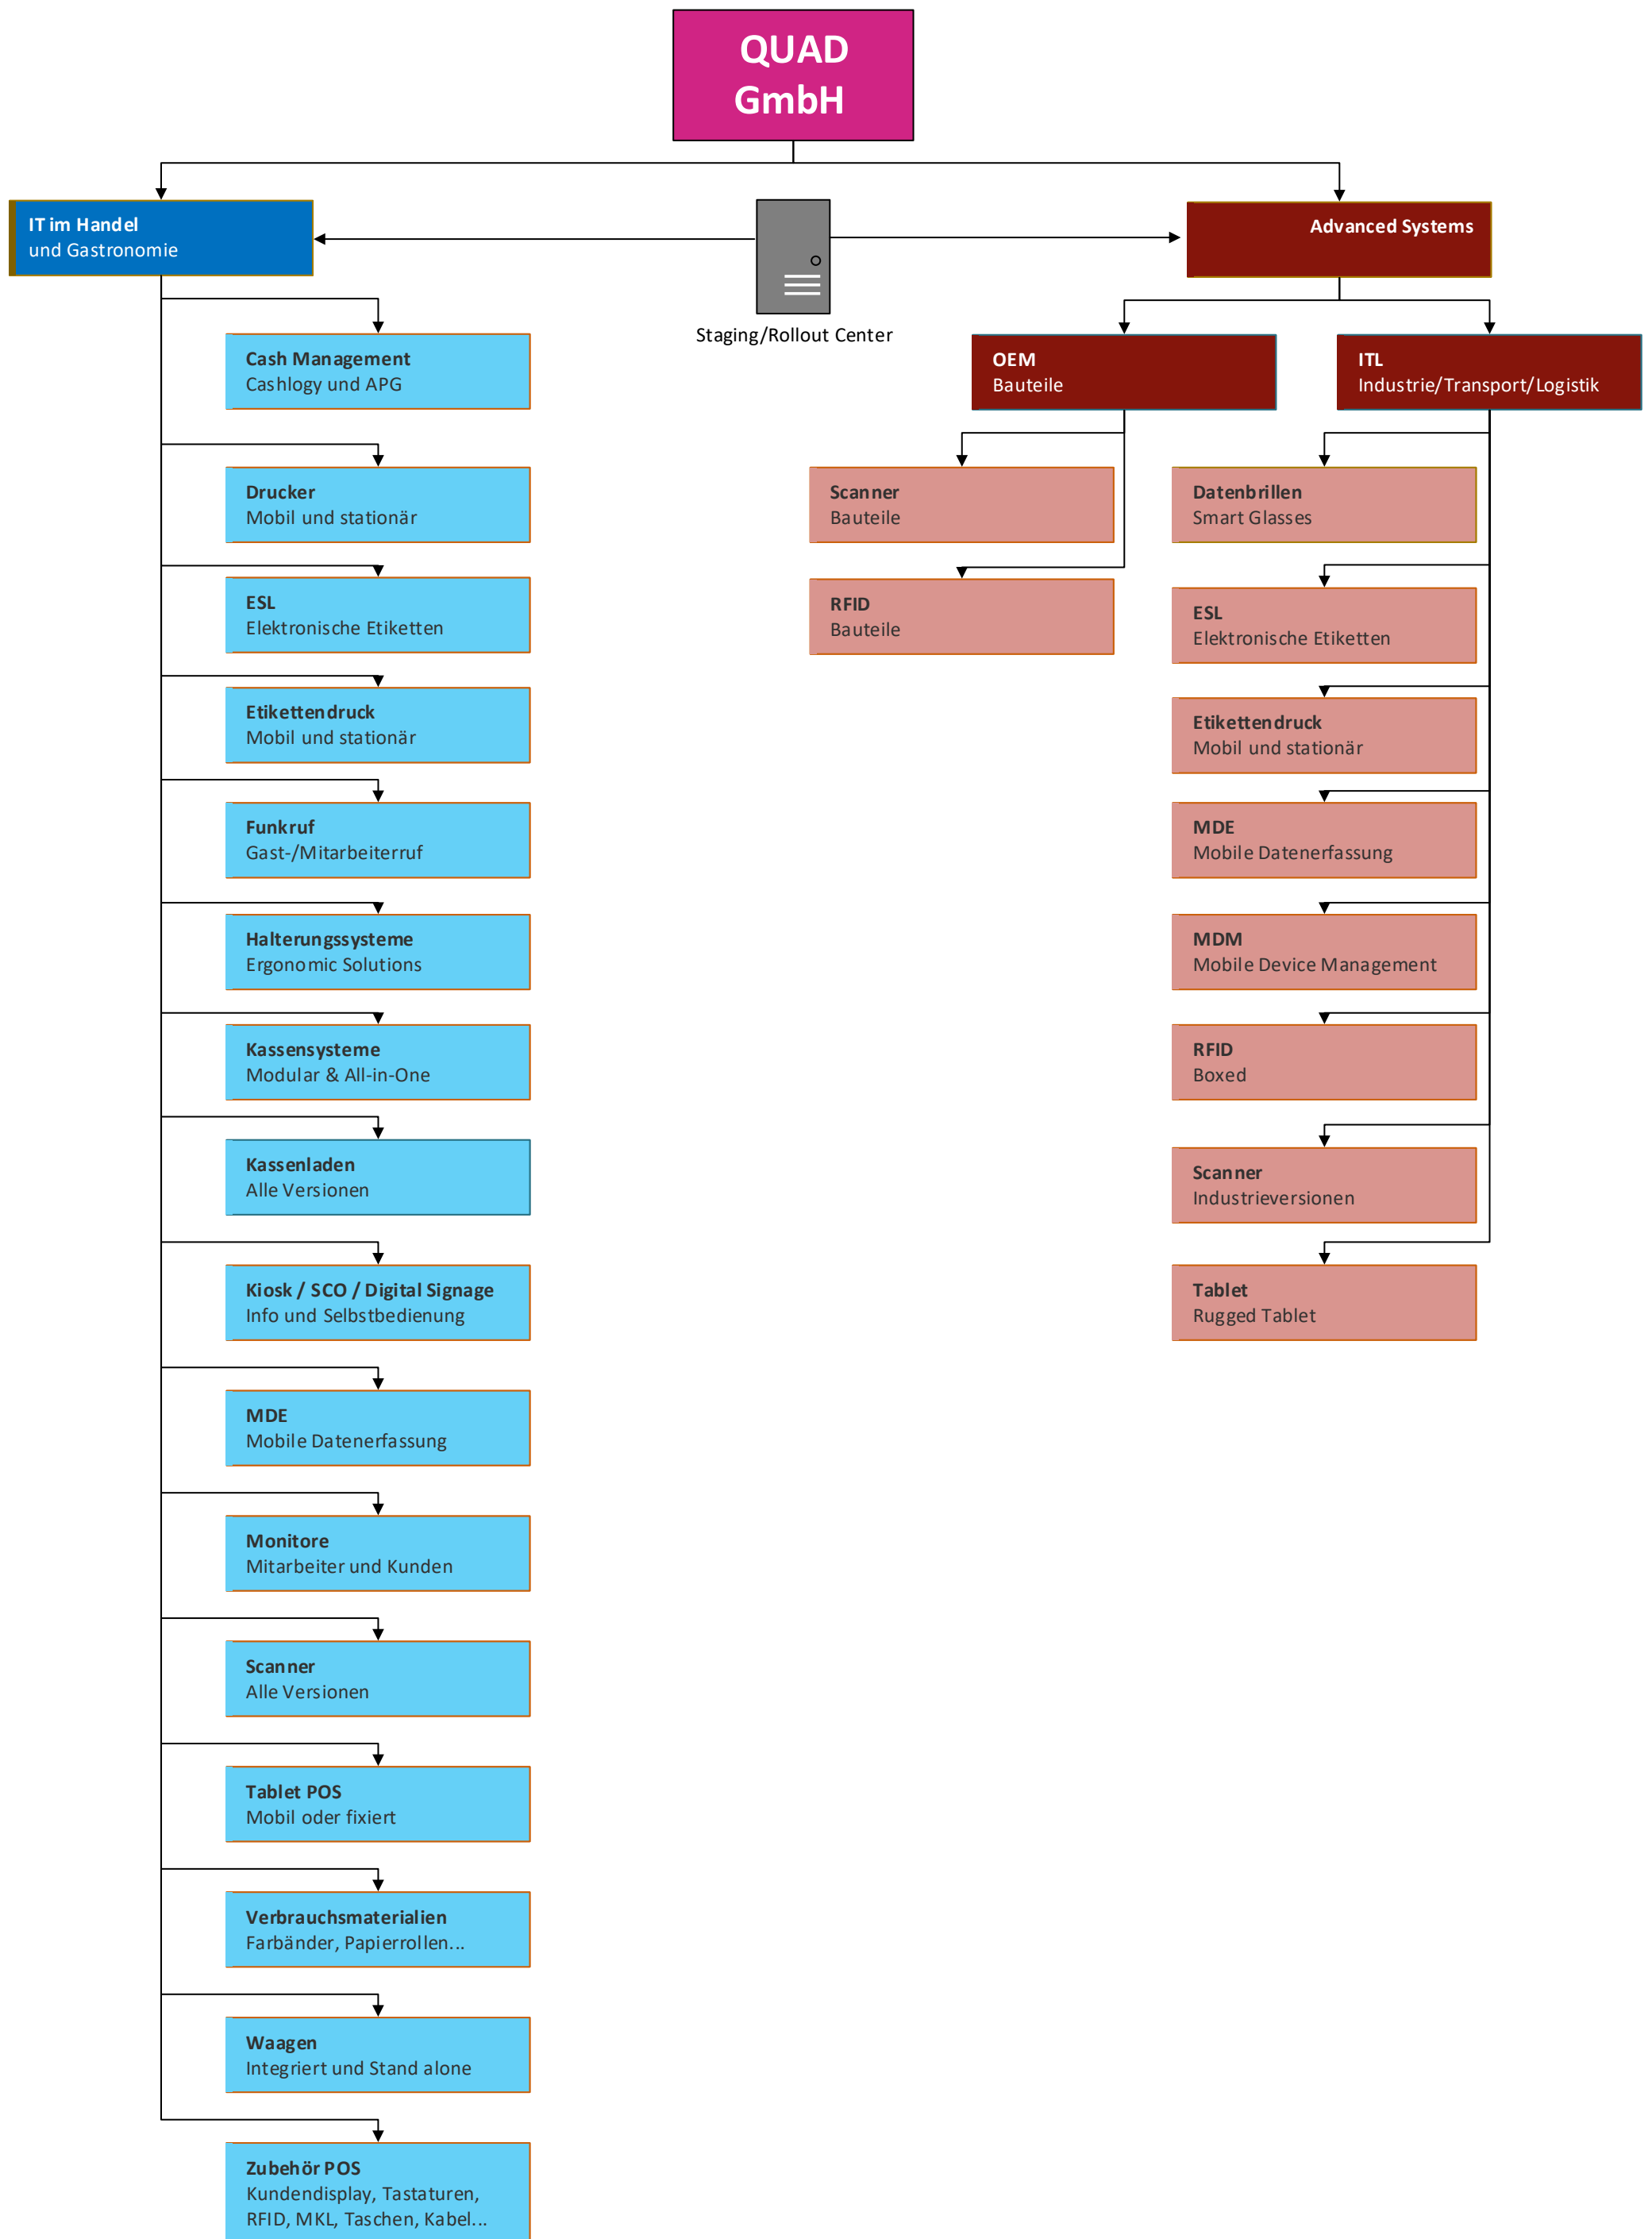 QUAD
GmbH
IT im Handel
und Gastronomie
Staging/Rollout Center
Advanced Systems
Cash Management
Cashlogy und APG
Drucker
Mobil und stationär
ESL
Elektronische Etiketten
Etikettendruck
Mobil und stationär
Funkruf
Gast-/Mitarbeiterruf
Halterungssysteme
Ergonomic Solutions
Kassensysteme
Modular & All-in-One
Kassenladen
Alle Versionen
Kiosk / SCO / Digital Signage
Info und Selbstbedienung
MDE
Mobile Datenerfassung
Monitore
Mitarbeiter und Kunden
Scanner
Alle Versionen
Tablet POS
Mobil oder fixiert
Verbrauchsmaterialien
Farbänder, Papierrollen...
Waagen
Integriert und Stand alone
Zubehör POS
Kundendisplay, Tastaturen,
RFID, MKL, Taschen, Kabel...
OEM
Bauteile
Scanner
Bauteile
RFID
Bauteile
ITL
Industrie/Transport/Logistik
Datenbrillen
Smart Glasses
ESL
Elektronische Etiketten
Etikettendruck
Mobil und stationär
MDE
Mobile Datenerfassung
MDM
Mobile Device Management
RFID
Boxed
Scanner
Industrieversionen
Tablet
Rugged Tablet